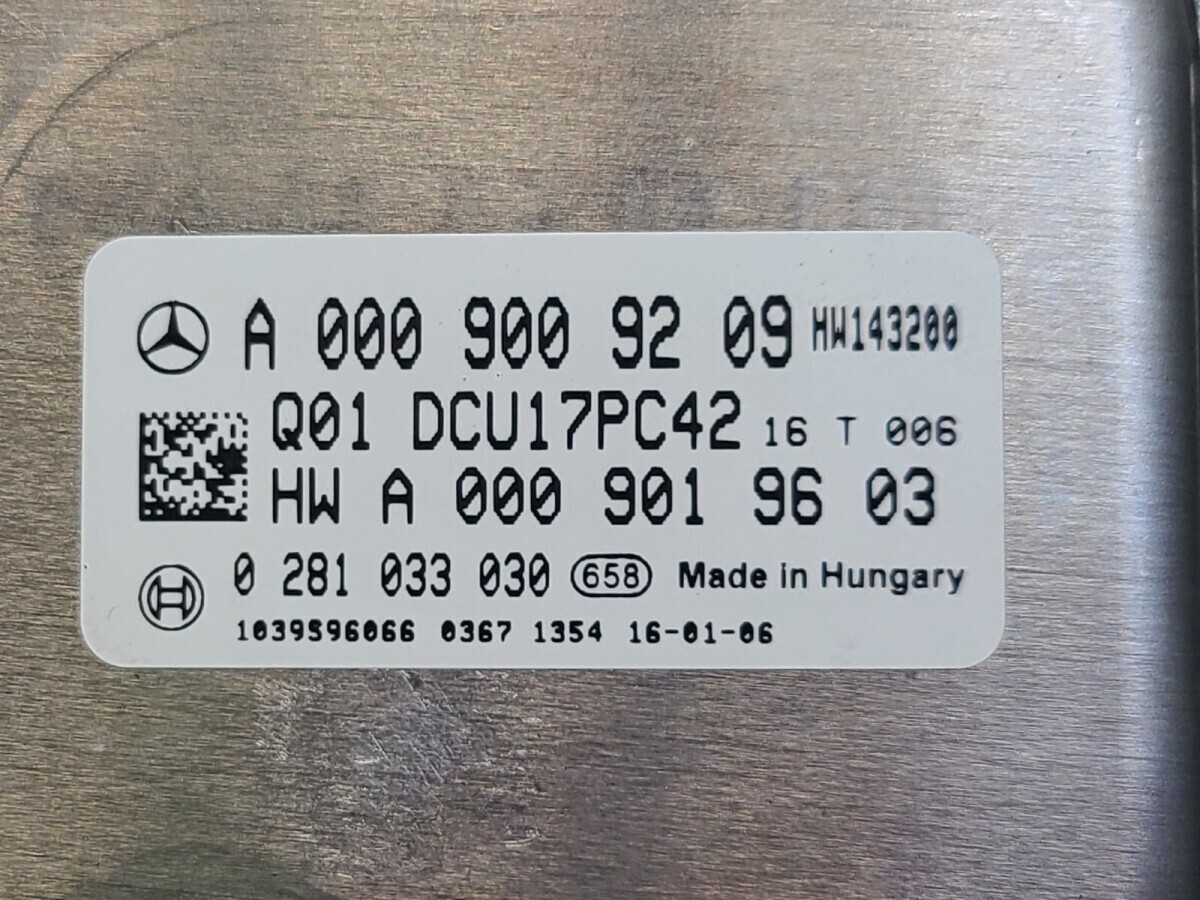 A 000 900 92 09 HW143200
Q01 DCU17PC42 16 T 006
HW A 000 901 96 03
0 281 033 030 658 Made in Hungary
1039S96066 0367 1354 16-01-06